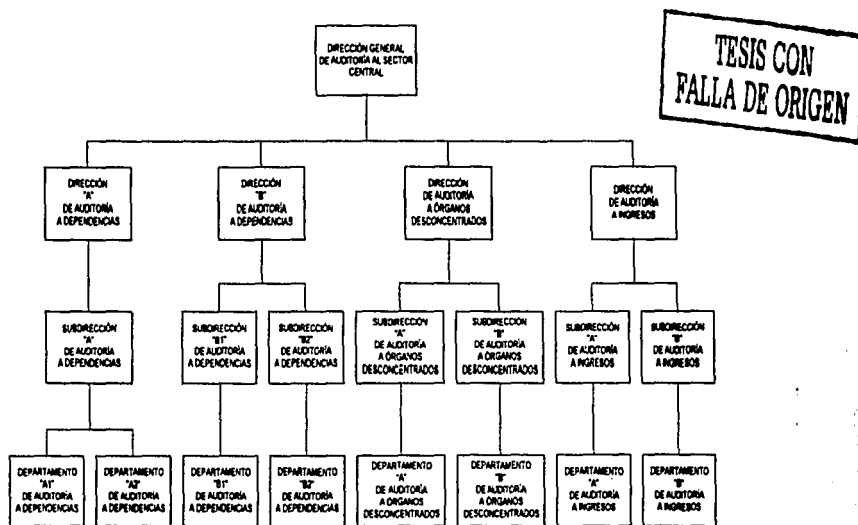 DIRECCIÓN GENERAL
DE AUDITORÍA AL SECTOR
CENTRAL
TESIS CON
FALLA DE ORIGEN
DIRECCIÓN
"A"
DE AUDITORÍA
A DEPENDENCIAS
DIRECCIÓN
"B"
DE AUDITORÍA
A DEPENDENCIAS
DIRECCIÓN
DE AUDITORÍA
A ÓRGANOS
DESCONCENTRADOS
DIRECCIÓN
DE AUDITORÍA
A INGRESOS
SUBDIRECCIÓN
"A"
DE AUDITORÍA
A DEPENDENCIAS
SUBDIRECCIÓN
"B1"
DE AUDITORÍA
A DEPENDENCIAS
SUBDIRECCIÓN
"B2"
DE AUDITORÍA
A DEPENDENCIAS
SUBDIRECCIÓN
"A"
DE AUDITORÍA
A ÓRGANOS
DESCONCENTRADOS
SUBDIRECCIÓN
"B"
DE AUDITORÍA
A ÓRGANOS
DESCONCENTRADOS
SUBDIRECCIÓN
"A"
DE AUDITORÍA
A INGRESOS
SUBDIRECCIÓN
"B"
DE AUDITORÍA
A INGRESOS
DEPARTAMENTO
"A1"
DE AUDITORÍA
A DEPENDENCIAS
DEPARTAMENTO
"A2"
DE AUDITORÍA
A DEPENDENCIAS
DEPARTAMENTO
"B1"
DE AUDITORÍA
A DEPENDENCIAS
DEPARTAMENTO
"B2"
DE AUDITORÍA
A DEPENDENCIAS
DEPARTAMENTO
"A"
DE AUDITORÍA
A ÓRGANOS
DESCONCENTRADOS
DEPARTAMENTO
"B"
DE AUDITORÍA
A ÓRGANOS
DESCONCENTRADOS
DEPARTAMENTO
"A"
DE AUDITORÍA
A INGRESOS
DEPARTAMENTO
"B"
DE AUDITORÍA
A INGRESOS